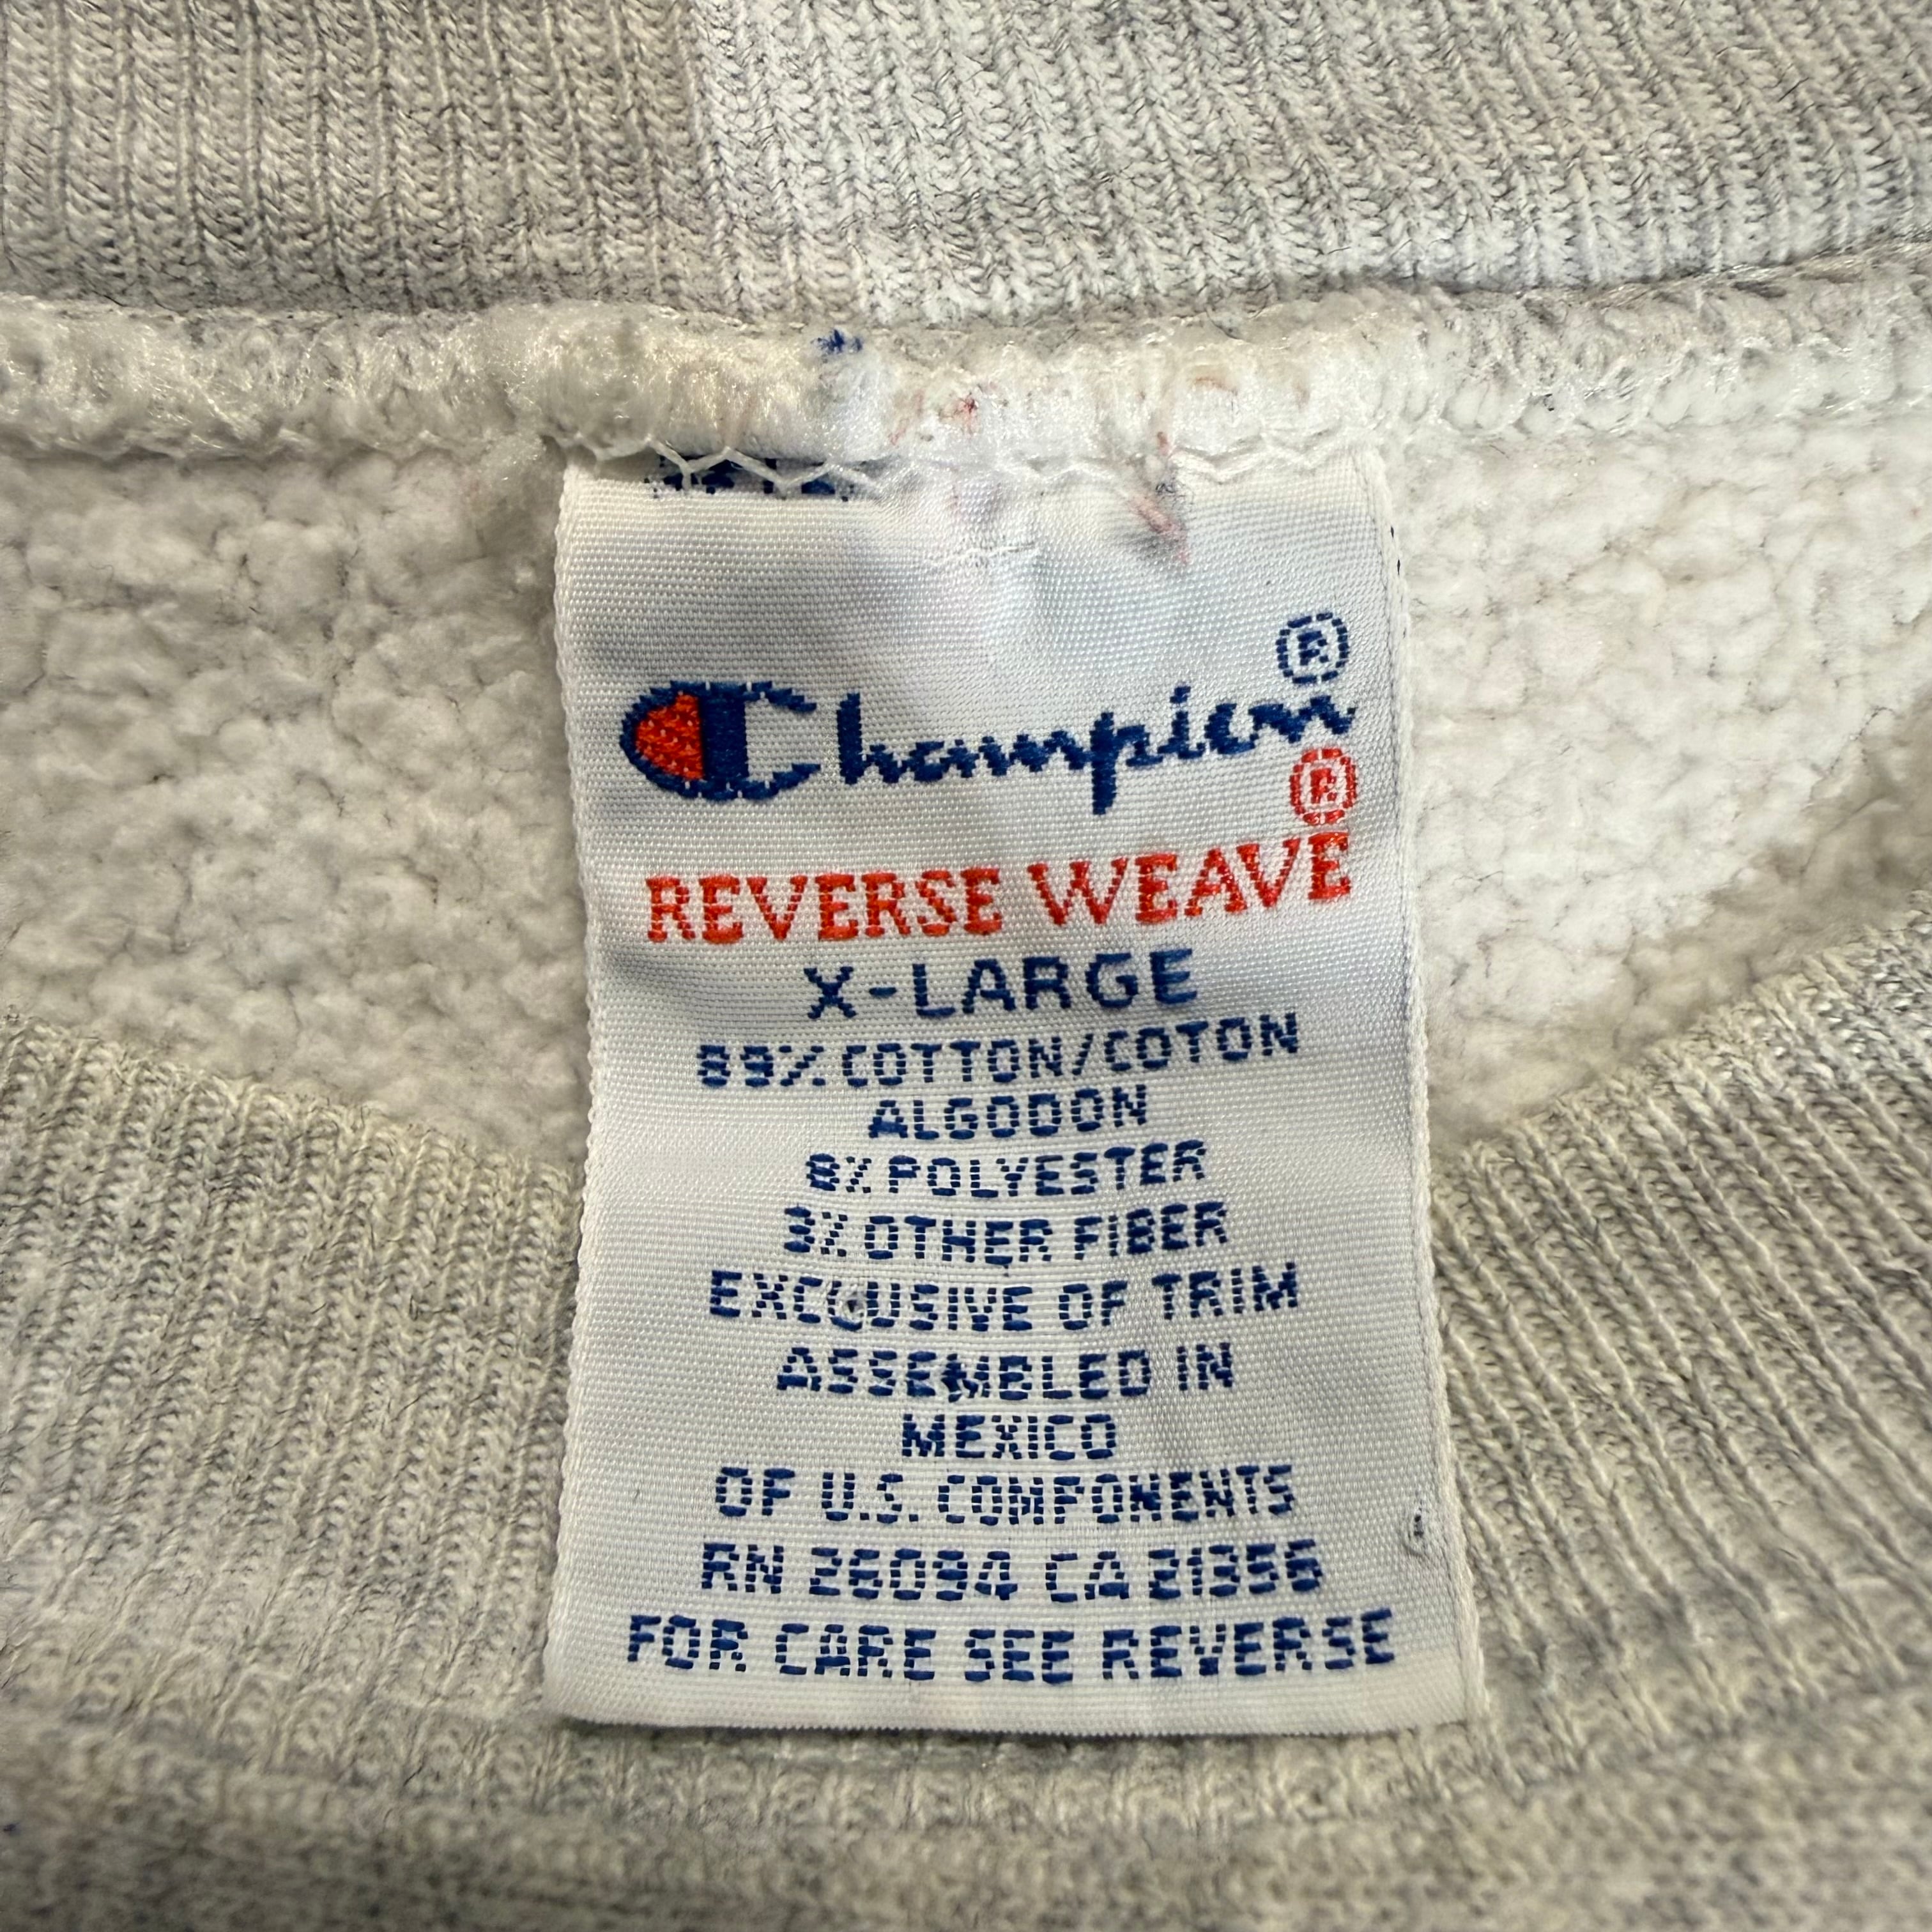 Champion®
REVERSE WEAVE®
X-LARGE
89% COTTON/COTON
ALGODON
8% POLYESTER
3% OTHER FIBER
EXCLUSIVE OF TRIM
ASSEMBLED IN
MEXICO
OF U.S. COMPONENTS
RN 26094 CA 21356
FOR CARE SEE REVERSE